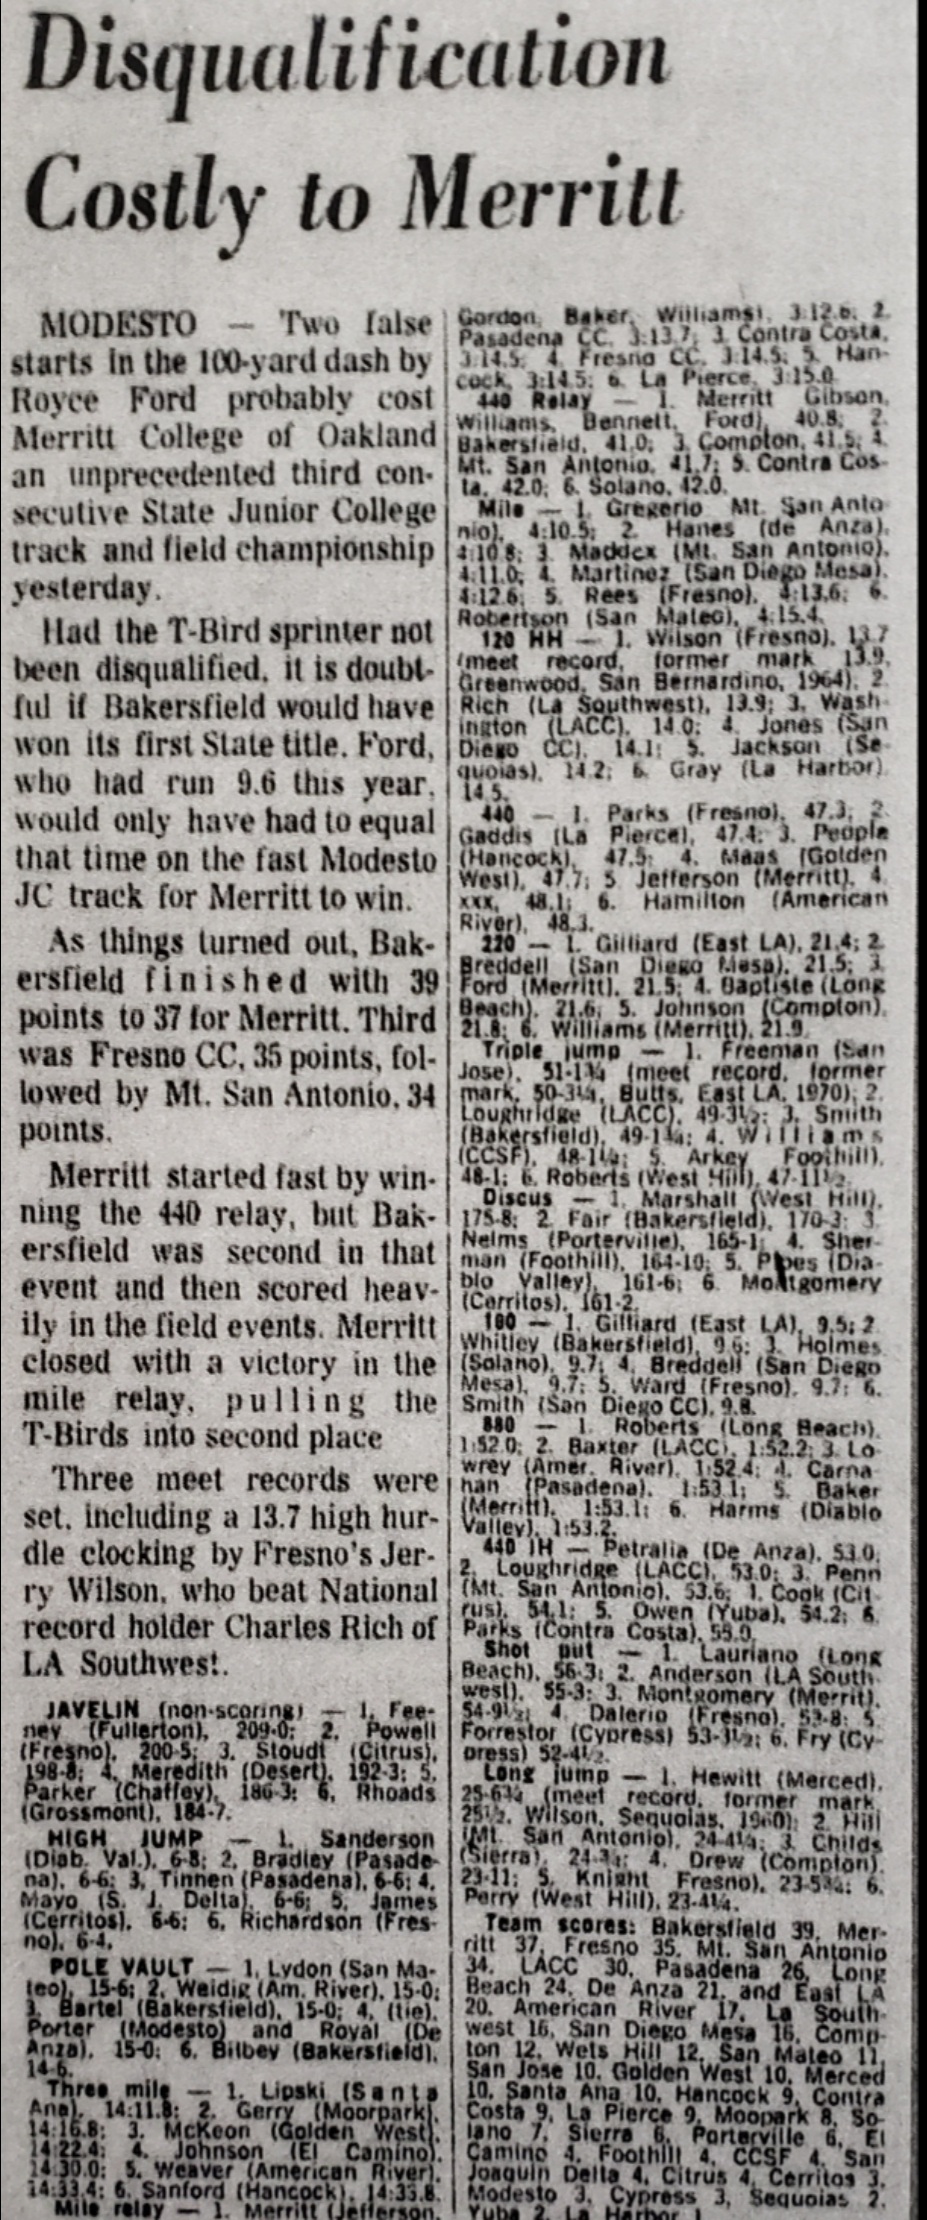 Disqualification
Costly to Merritt
MODESTO — Two false
starts in the 100-yard dash by
Royce Ford probably cost
Merritt College of Oakland
an unprecedented third con-
secutive State Junior College
track and field championship
yesterday.
Had the T-Bird sprinter not
been disqualified, it is doubt-
ful if Bakersfield would have
won its first State title. Ford,
who had run 9.6 this year,
would only have had to equal
that time on the fast Modesto
JC track for Merritt to win.
As things turned out, Bak-
ersfield finished with 39
points to 37 for Merritt. Third
was Fresno CC, 35 points, fol-
lowed by Mt. San Antonio, 34
points.
Merritt started fast by win-
ning the 440 relay, but Bak-
ersfield was second in that
event and then scored heav-
ily in the field events. Merritt
closed with a victory in the
mile relay, pulling the
T-Birds into second place
Three meet records were
set, including a 13.7 high hur-
dle clocking by Fresno's Jer-
ry Wilson, who beat National
record holder Charles Rich of
LA Southwest.
JAVELIN (non-scoring) — 1. Fee-
ney (Fullerton), 209-0; 2. Powell
(Fresno), 200-5; 3. Stoudt (Citrus),
198-8; 4. Meredith (Desert), 192-3; 5.
Parker (Chaffey), 186-3; 6. Rhoads
(Grossmont), 184-7.
HIGH JUMP — 1. Sanderson
(Diab. Val.), 6-8; 2. Bradley (Pasade-
na), 6-6; 3. Tinnen (Pasadena), 6-6; 4.
Mayo (S. J. Delta), 6-6; 5. James
(Cerritos), 6-6; 6. Richardson (Fres-
no), 6-4.
POLE VAULT — 1. Lydon (San Ma-
teo), 15-6; 2. Weidig (Am. River), 15-0;
3. Bartel (Bakersfield), 15-0; 4. (tie),
Porter (Modesto) and Royal (De
Anza), 15-0; 6. Bilbey (Bakersfield),
14-6.
Three mile — 1. Lipski (Santa
Ana), 14:11.8; 2. Gerry (Moorpark),
14:16.8; 3. McKeon (Golden West),
14:22.4; 4. Johnson (El Camino),
14:30.0; 5. Weaver (American River),
14:33.4; 6. Sanford (Hancock), 14:33.8.
Mile relay — 1. Merritt (Jefferson,
Gordon, Baker, Williams), 3:12.6; 2.
Pasadena CC, 3:13.7; 3. Contra Costa,
3:14.5; 4. Fresno CC, 3:14.5; 5. Han-
cock, 3:14.5; 6. La Pierce, 3:15.0.
440 Relay — 1. Merritt Gibson,
Williams, Bennett, Ford), 40.8; 2.
Bakersfield, 41.0; 3. Compton, 41.5; 4.
Mt. San Antonio, 41.7; 5. Contra Cos-
ta, 42.0; 6. Solano, 42.0.
Mile — 1. Gregerio Mt. San Anto
nio), 4:10.5; 2. Hanes (de Anza),
4:10.8; 3. Maddox (Mt. San Antonio),
4:11.0; 4. Martinez (San Diego Mesa),
4:12.6; 5. Rees (Fresno), 4:13.6; 6.
Robertson (San Mateo), 4:15.4.
120 HH — 1. Wilson (Fresno), 13.7
(meet record, former mark 13.9,
Greenwood, San Bernardino, 1964); 2.
Rich (La Southwest), 13.9; 3. Wash-
ington (LACC), 14.0; 4. Jones (San
Diego CC), 14.1; 5. Jackson (Se-
quoias), 14.2; 6. Gray (La Harbor)
14.5.
440 — 1. Parks (Fresno), 47.3; 2.
Gaddis (La Pierce), 47.4; 3. People
(Hancock), 47.5; 4. Maas (Golden
West), 47.7; 5. Jefferson (Merritt), 4
xxx, 48.1; 6. Hamilton (American
River), 48.3.
220 — 1. Gilliard (East LA), 21.4; 2.
Breddell (San Diego Mesa), 21.5; 3.
Ford (Merritt), 21.5; 4. Baptiste (Long
Beach), 21.6; 5. Johnson (Compton),
21.8; 6. Williams (Merritt), 21.9.
Triple jump — 1. Freeman (San
Jose), 51-1¾ (meet record, former
mark, 50-3¼, Butts, East LA, 1970); 2.
Loughridge (LACC), 49-3½; 3. Smith
(Bakersfield), 49-1¾; 4. Williams
(CCSF), 48-1½; 5. Arkey Foothill),
48-1; 6. Roberts (West Hill), 47-11½.
Discus — 1. Marshall (West Hill),
175-8; 2. Fair (Bakersfield), 170-3; 3.
Nelms (Porterville), 165-1; 4. Sher-
man (Foothill), 164-10; 5. Pipes (Dia-
blo Valley), 161-6; 6. Montgomery
(Cerritos), 161-2.
100 — 1. Gilliard (East LA), 9.5; 2
Whitley (Bakersfield), 9.6; 3. Holmes
(Solano), 9.7; 4. Breddell (San Diego
Mesa), 9.7; 5. Ward (Fresno), 9.7; 6.
Smith (San Diego CC), 9.8.
880 — 1. Roberts (Long Beach),
1:52.0; 2. Baxter (LACC), 1:52.2; 3. Lo
wrey (Amer. River), 1:52.4; 4. Carna-
han (Pasadena), 1:53.1; 5. Baker
(Merritt), 1:53.1; 6. Harms (Diablo
Valley), 1:53.2.
440 IH — Petralia (De Anza), 53.0;
2. Loughridge (LACC), 53.0; 3. Penn
(Mt. San Antonio), 53.6; 1. Cook (Cit-
rus), 54.1; 5. Owen (Yuba), 54.2; 6.
Parks (Contra Costa), 55.0.
Shot put — 1. Lauriano (Long
Beach), 56-3; 2. Anderson (LA South-
west), 55-3; 3. Montgomery (Merrit),
54-9½; 4. Dalerio (Fresno), 53-8; 5.
Forrestor (Cypress) 53-3½; 6. Fry (Cy-
press) 52-4½.
Long jump — 1. Hewitt (Merced),
25-6¾ (meet record, former mark,
25½, Wilson, Sequoias, 1960); 2. Hill
(Mt. San Antonio), 24-4¼; 3. Childs
(Sierra), 24-¾; 4. Drew (Compton),
23-11; 5. Knight Fresno), 23-5¾; 6.
Perry (West Hill), 23-4¼.
Team scores: Bakersfield 39, Mer-
ritt 37, Fresno 35, Mt. San Antonio
34, LACC 30, Pasadena 26, Long
Beach 24, De Anza 21, and East LA
20, American River 17, La South-
west 16, San Diego Mesa 16, Comp-
ton 12, Wets Hill 12, San Mateo 11,
San Jose 10, Golden West 10, Merced
10, Santa Ana 10, Hancock 9, Contra
Costa 9, La Pierce 9, Moopark 8, So-
lano 7, Sierra 6, Porterville 6, El
Camino 4, Foothill 4, CCSF 4, San
Joaquin Delta 4, Citrus 4, Cerritos 3,
Modesto 3, Cypress 3, Sequoias 2,
Yuba 2, La Harbor 1